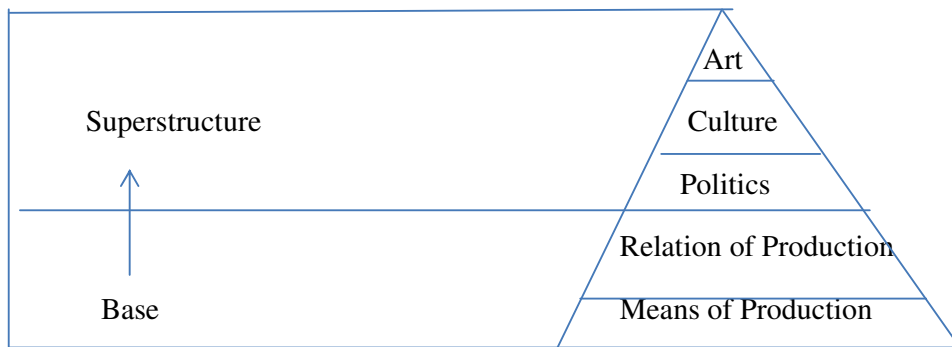 Art
Superstructure
Culture
Politics
Relation of Production
Base
Means of Production